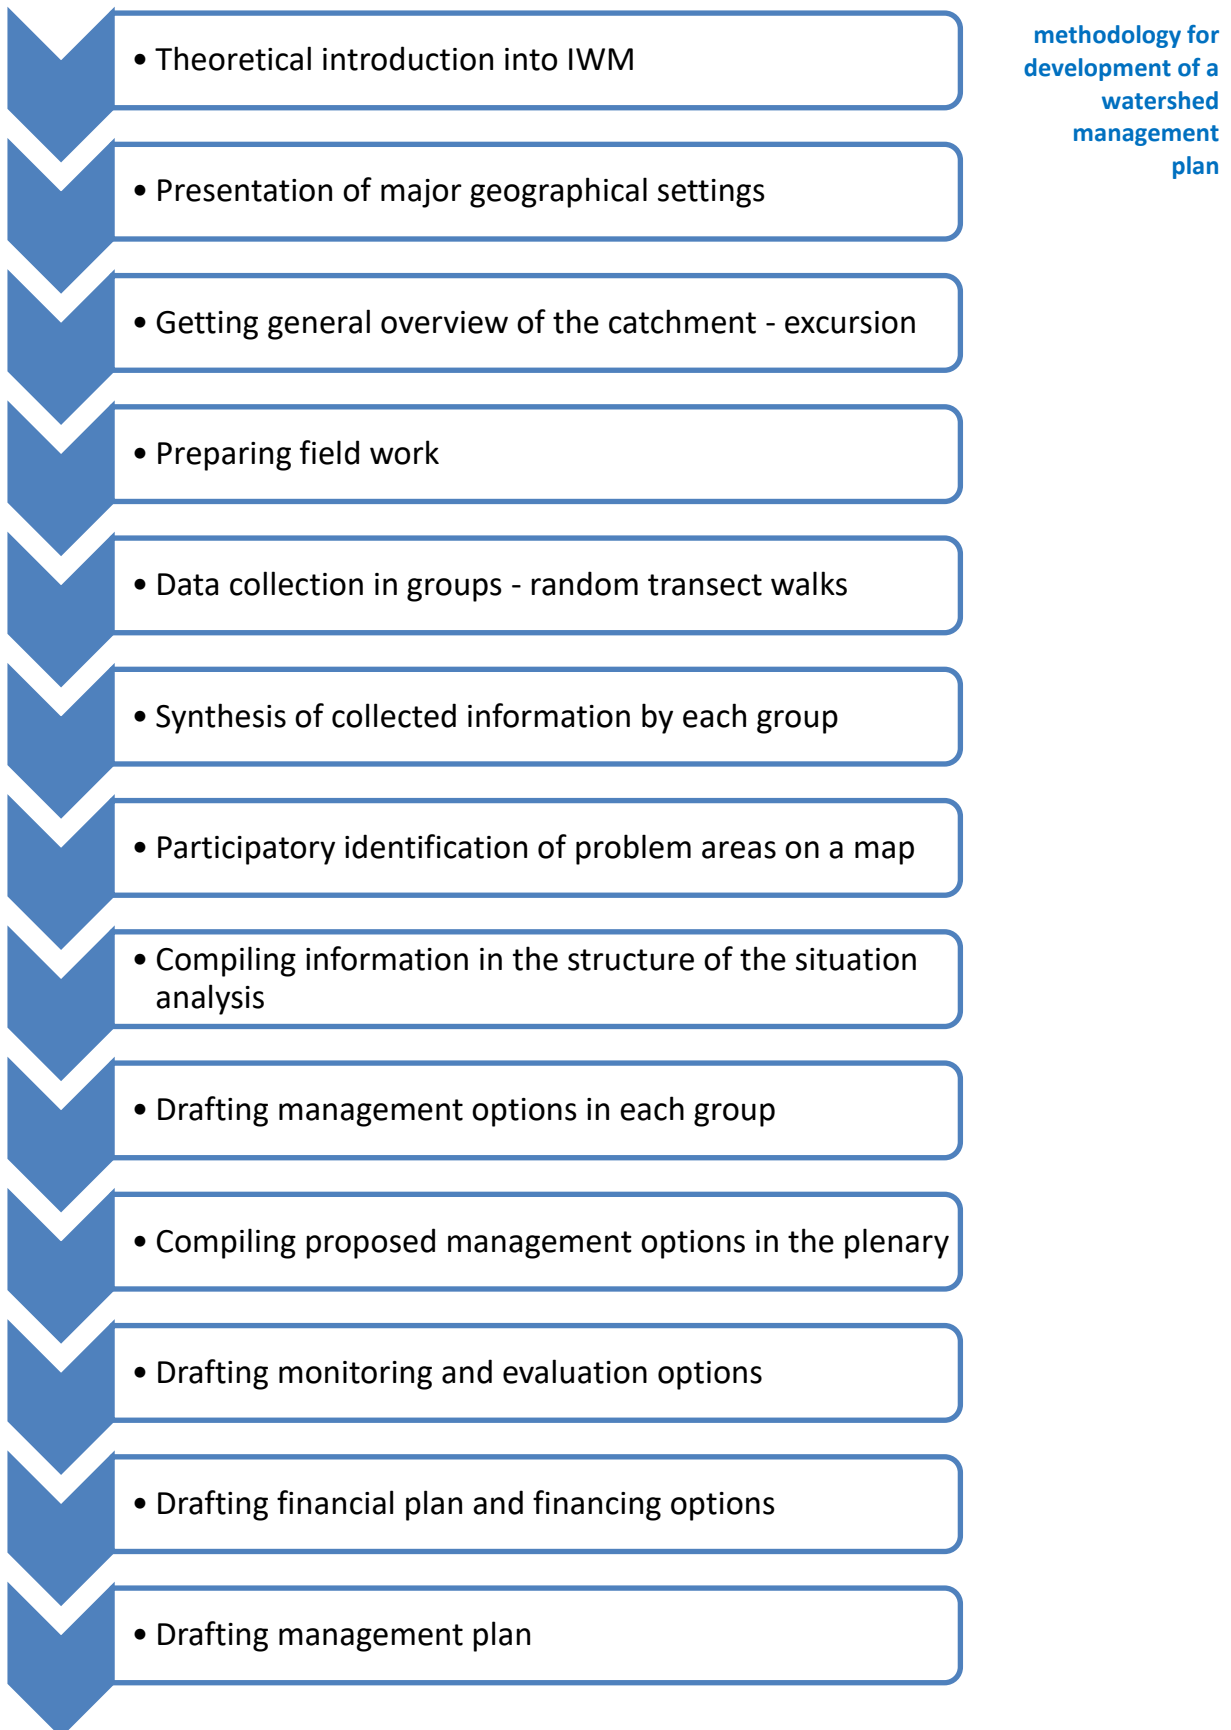 • Theoretical introduction into IWM
methodology for
development of a
watershed
management
plan
• Presentation of major geographical settings
• Getting general overview of the catchment - excursion
• Preparing field work
• Data collection in groups - random transect walks
• Synthesis of collected information by each group
• Participatory identification of problem areas on a map
• Compiling information in the structure of the situation
analysis
• Drafting management options in each group
• Compiling proposed management options in the plenary
• Drafting monitoring and evaluation options
• Drafting financial plan and financing options
• Drafting management plan